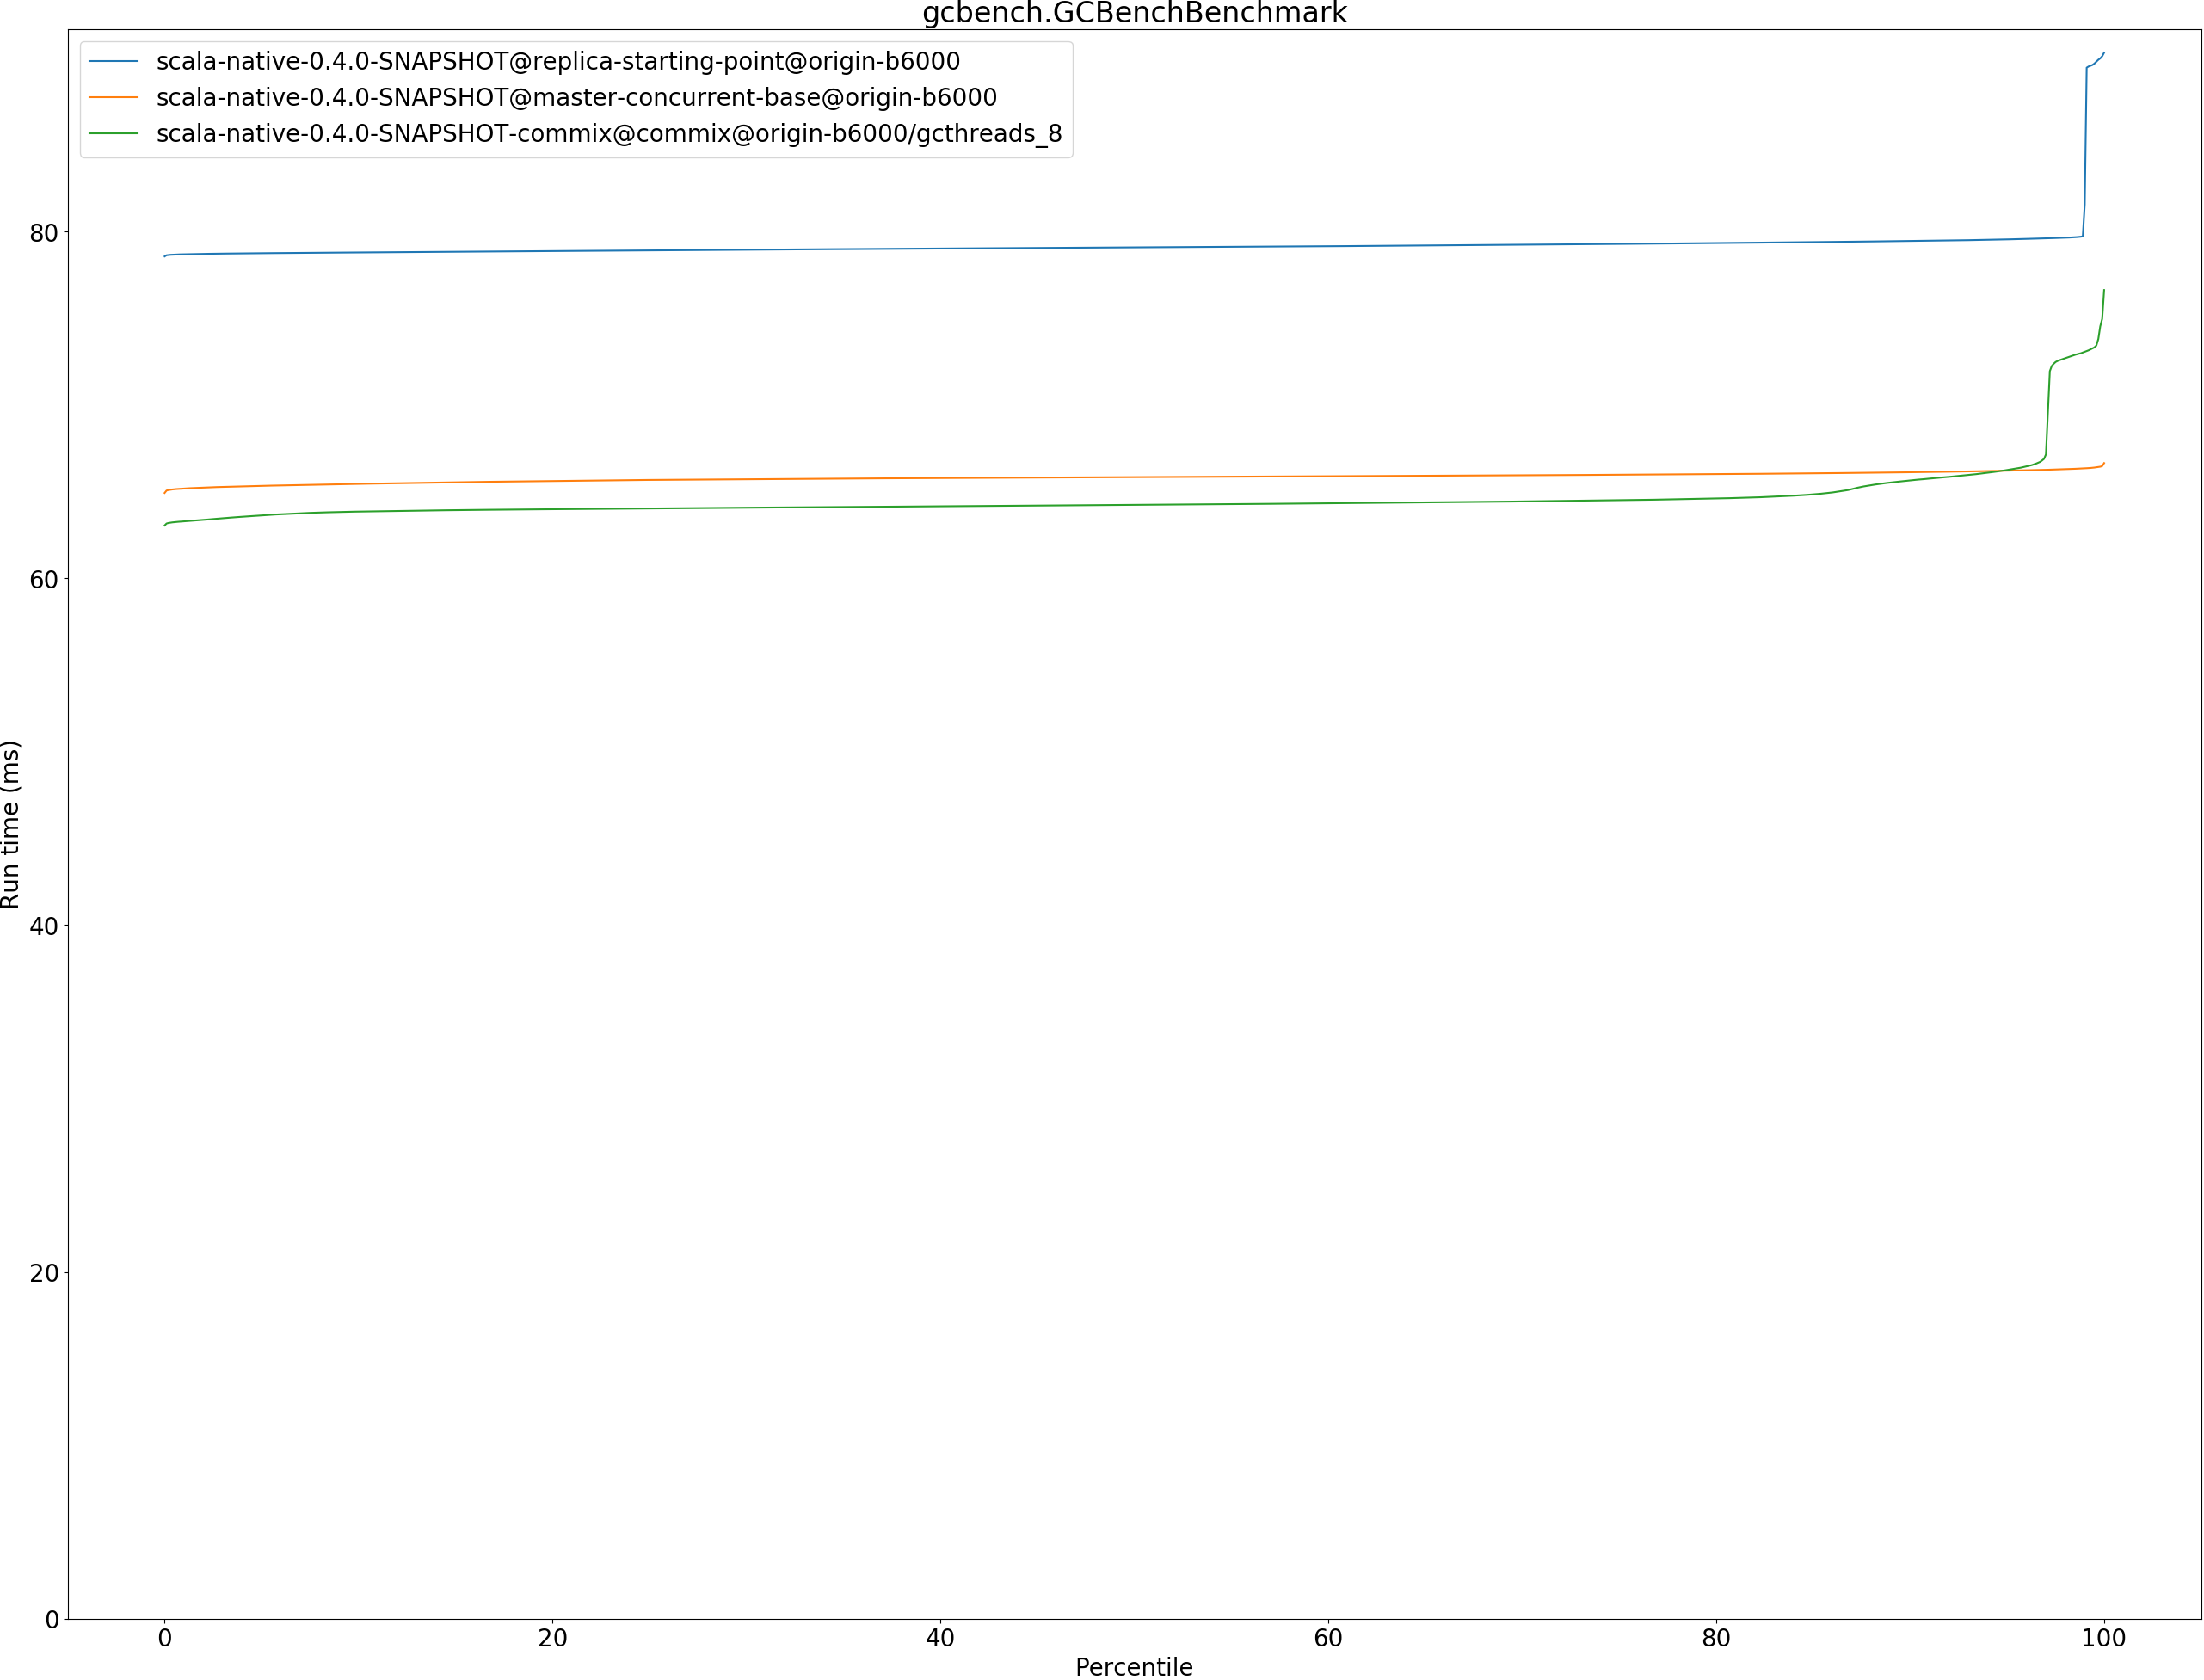 gcbench.GCBenchBenchmark
scala-native-0.4.0-SNAPSHOT@replica-starting-point@origin-b6000
scala-native-0.4.0-SNAPSHOT@master-concurrent-base@origin-b6000
scala-native-0.4.0-SNAPSHOT-commix@commix@origin-b6000/gcthreads_8
80
60
40
20
0
Run time (ms)
0 20 40 60 80 100
Percentile